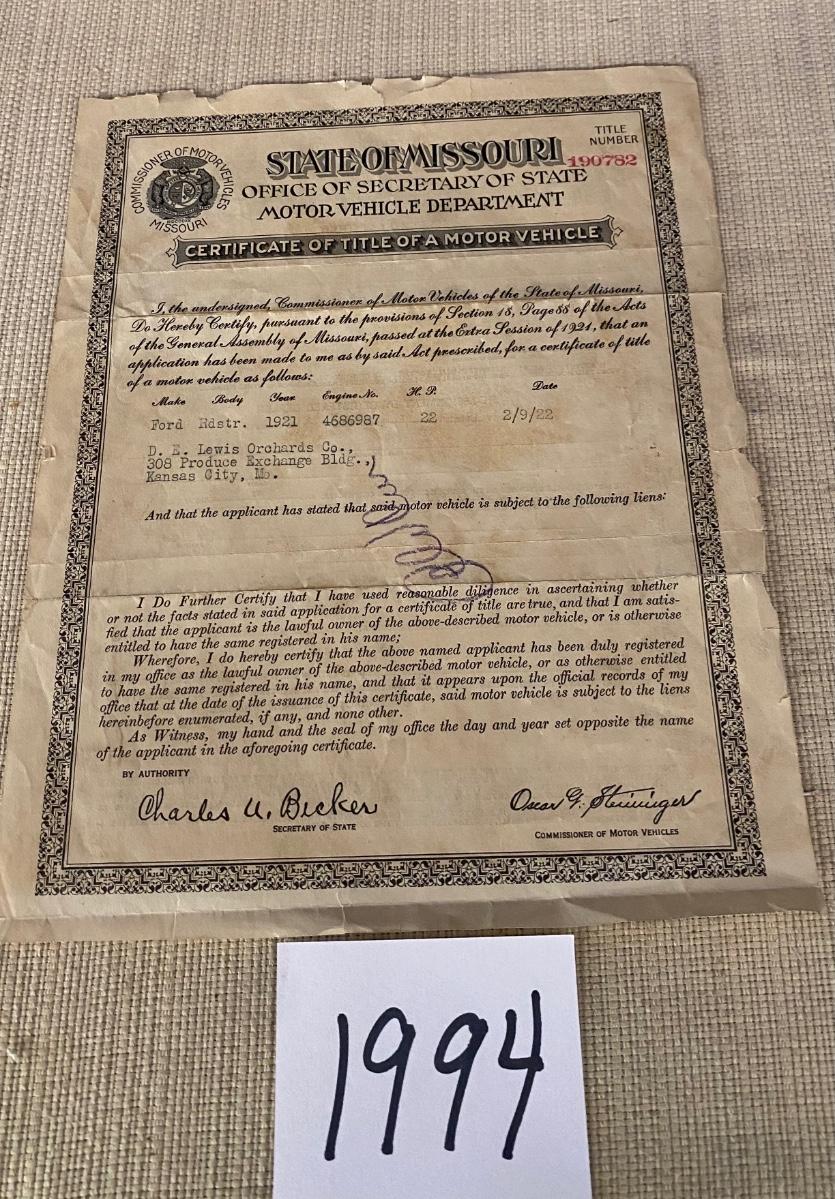 COMMISSIONER OF MOTOR VEHICLES
MISSOURI
STATE OF MISSOURI
TITLE
NUMBER
190782
OFFICE OF SECRETARY OF STATE
MOTOR VEHICLE DEPARTMENT
CERTIFICATE OF TITLE OF A MOTOR VEHICLE
I, the undersigned, Commissioner of Motor Vehicles of the State of Missouri,
Do Hereby Certify, pursuant to the provisions of Section 18, Page 88 of the Acts
of the General Assembly of Missouri, passed at the Extra Session of 1921, that an
application has been made to me as by said Act prescribed, for a certificate of title
of a motor vehicle as follows:
Make Body Year Engine No. H. P. Date
Ford Rdstr. 1921 4686987 22 2/9/22
D. E. Lewis Orchards Co.,
308 Produce Exchange Bldg.,
Kansas City, Mo.
And that the applicant has stated that said motor vehicle is subject to the following liens:
I Do Further Certify that I have used reasonable diligence in ascertaining whether
or not the facts stated in said application for a certificate of title are true, and that I am satis-
fied that the applicant is the lawful owner of the above-described motor vehicle, or is otherwise
entitled to have the same registered in his name;
Wherefore, I do hereby certify that the above named applicant has been duly registered
in my office as the lawful owner of the above-described motor vehicle, or as otherwise entitled
to have the same registered in his name, and that it appears upon the official records of my
office that at the date of the issuance of this certificate, said motor vehicle is subject to the liens
hereinbefore enumerated, if any, and none other.
As Witness, my hand and the seal of my office the day and year set opposite the name
of the applicant in the aforegoing certificate.
BY AUTHORITY
Charles U. Becker
SECRETARY OF STATE
Oscar G. Steininger
COMMISSIONER OF MOTOR VEHICLES
1994